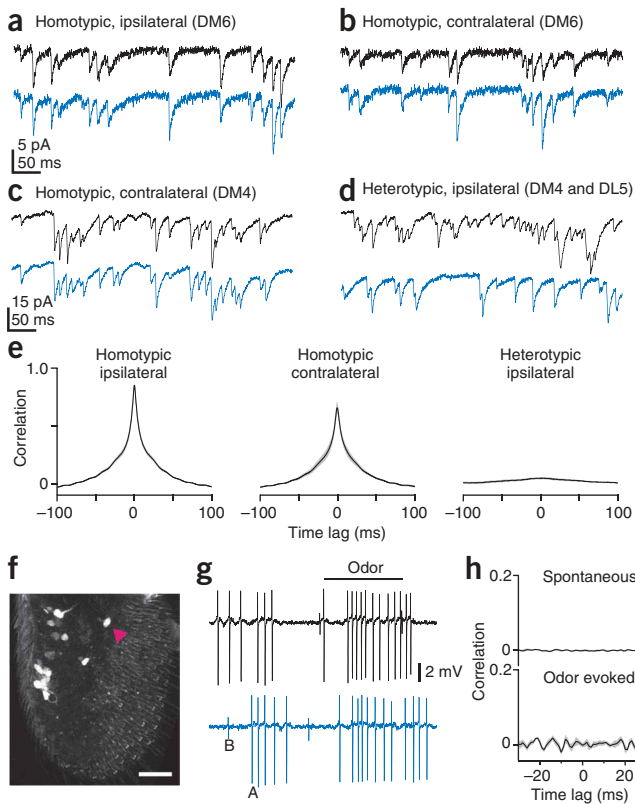 a Homotypic, ipsilateral (DM6)
b Homotypic, contralateral (DM6)
5 pA
50 ms
c Homotypic, contralateral (DM4)
d Heterotypic, ipsilateral (DM4 and DL5)
15 pA
50 ms
e
Homotypic ipsilateral
Homotypic contralateral
Heterotypic ipsilateral
Correlation
1.0
0
–100 0 100
–100 0 100
–100 0 100
Time lag (ms)
f
g
Odor
2 mV
B
A
h
0.2
Spontaneous
0
Correlation
0.2
Odor evoked
0
–20 0 20
Time lag (ms)